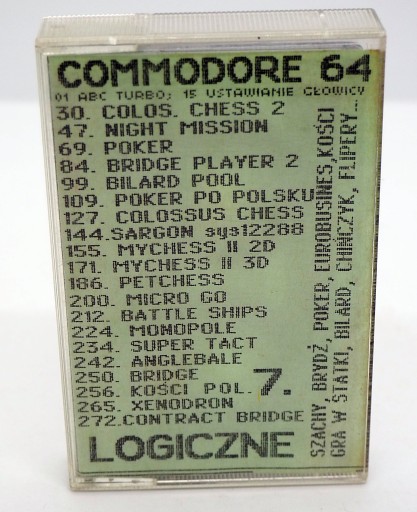 COMMODORE 64
01 ABC TURBO; 15 USTAWIANIE GŁOWICY
30. COLOS. CHESS 2
47. NIGHT MISSION
69. POKER
84. BRIDGE PLAYER 2
99. BILARD POOL
109. POKER PO POLSKU
127. COLOSSUS CHESS
144.SARGON sys12288
155. MYCHESS II 2D
171. MYCHESS II 3D
186. PETCHESS
200. MICRO GO
212. BATTLE SHIPS
224. MONOPOLE
234. SUPER TACT
242. ANGLEBALE
250. BRIDGE
256. KOŚCI POL.
265. XENODRON
272.CONTRACT BRIDGE
7.
LOGICZNE
SZACHY, BRYDŻ, POKER, EUROBUSINES,KOŚCI
GRA W STATKI, BILARD, CHIŃCZYK, FLIPERY...